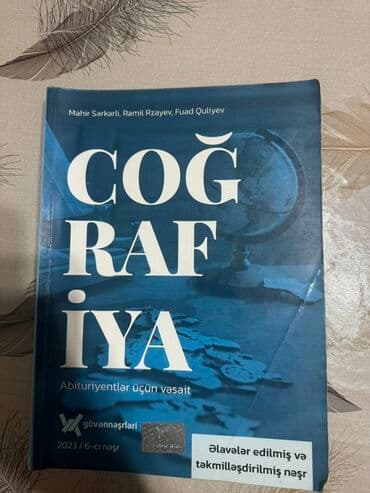 Mahir Sərkərli, Ramil Rzayev, Fuad Quliyev
COĞ
RAF
İYA
Abituriyentlər üçün vəsait
güvənnəşrləri
2023 / 6-cı nəşr
Əlavələr edilmiş və
təkmilləşdirilmiş nəşr